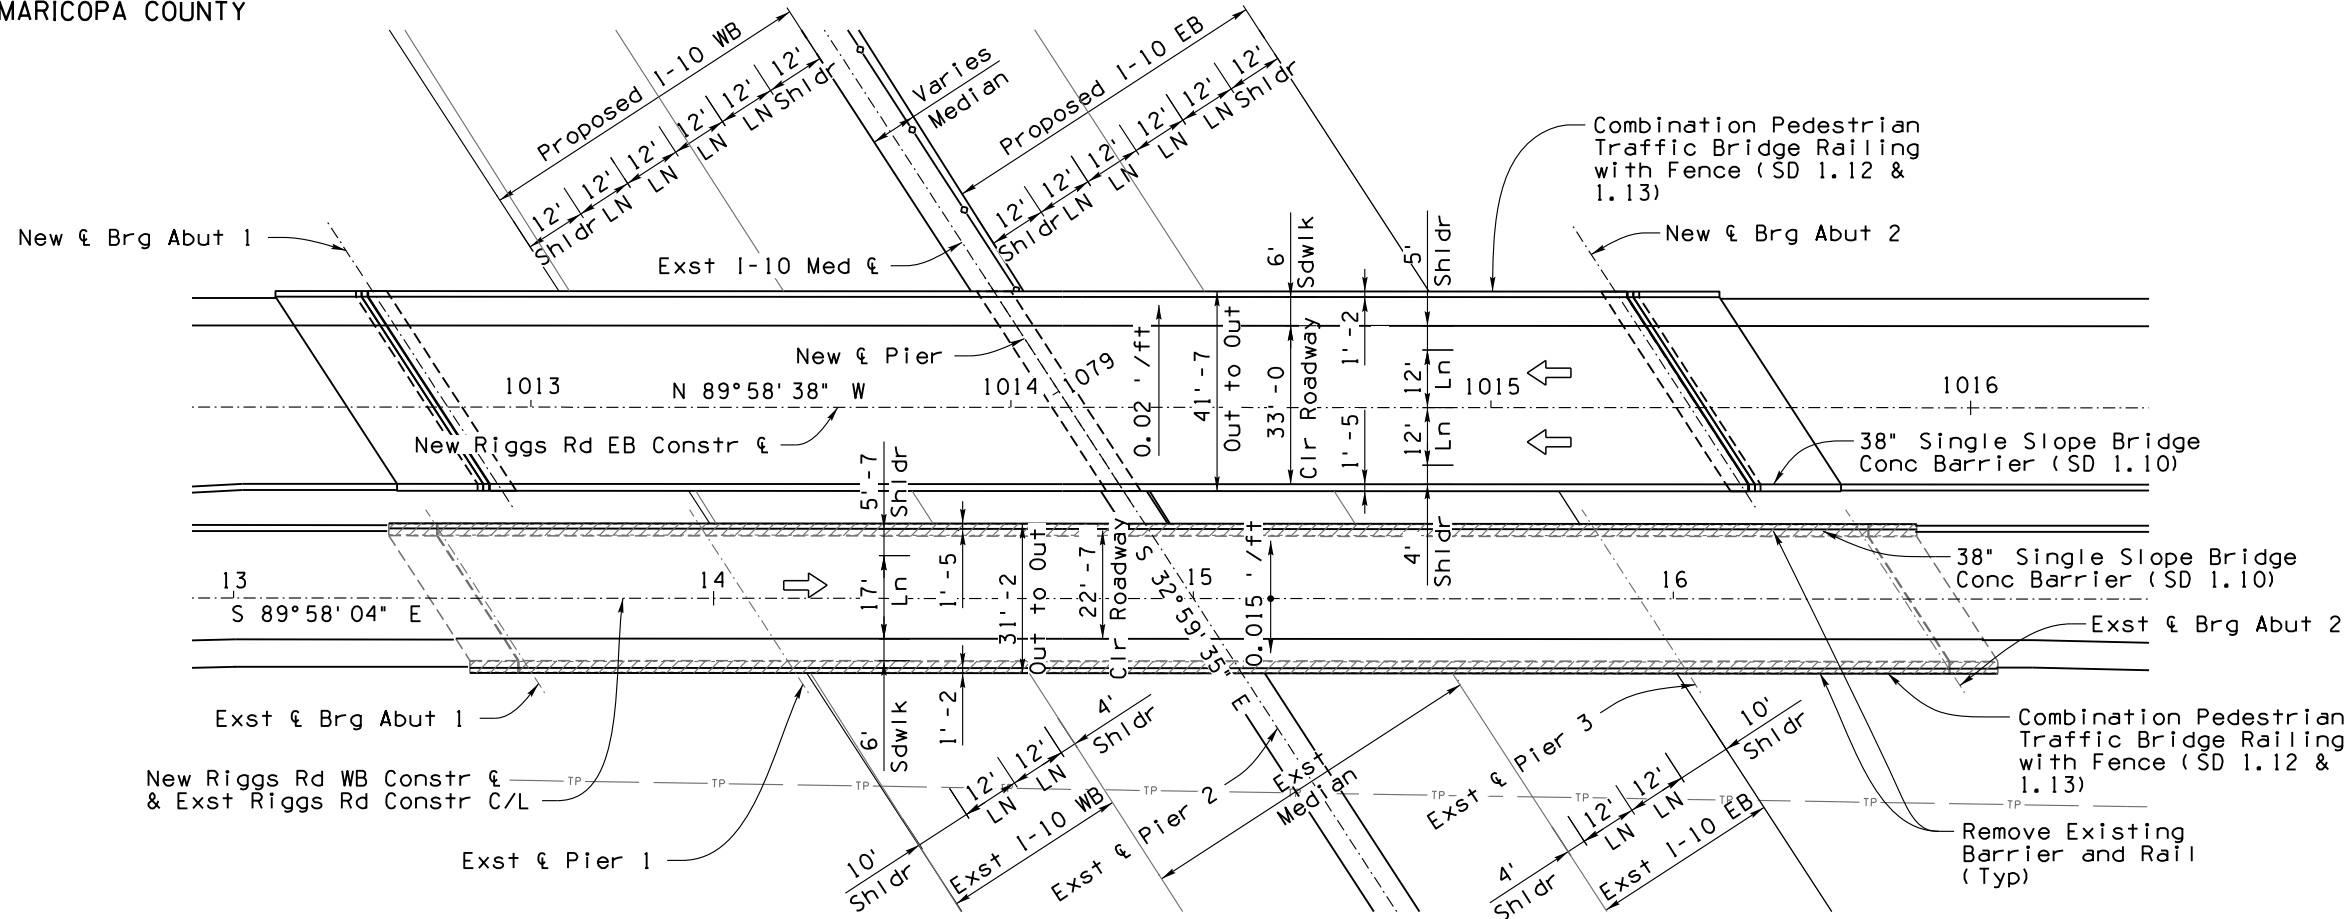 MARICOPA COUNTY
Proposed I-10 WB
12'
Shldr
12'
LN
12'
LN
12'
LN
12'
LN
12'
Shldr
Varies
Median
Proposed I-10 EB
12'
Shldr
12'
LN
12'
LN
12'
LN
12'
LN
12'
Shldr
Combination Pedestrian
Traffic Bridge Railing
with Fence (SD 1.12 &
1.13)
New ℄ Brg Abut 1
Exst I-10 Med ℄
New ℄ Brg Abut 2
6'
Sdwlk
5'
Shldr
New ℄ Pier
1079
0.02 '/ft
41'-7
Out to Out
33'-0
Clr Roadway
1'-2
1'-5
12'
Ln
12'
Ln
4'
Shldr
1013
N 89°58'38" W
1014
1015
1016
New Riggs Rd EB Constr ℄
38" Single Slope Bridge
Conc Barrier (SD 1.10)
5'-7
Shldr
17'
Ln
1'-5
31'-2
Out to Out
22'-7
Clr Roadway
S 32°59'35" E
0.015 '/ft
38" Single Slope Bridge
Conc Barrier (SD 1.10)
13
14
15
16
S 89°58'04" E
Exst ℄ Brg Abut 2
Exst ℄ Brg Abut 1
6'
Sdwlk
1'-2
New Riggs Rd WB Constr ℄
& Exst Riggs Rd Constr C/L
TP
TP
TP
TP
TP
TP
TP
TP
TP
TP
TP
Exst ℄ Pier 1
10'
Shldr
12'
LN
12'
LN
4'
Shldr
Exst I-10 WB
Exst ℄ Pier 2
Exst
Median
Exst ℄ Pier 3
4'
Shldr
12'
LN
12'
LN
10'
Shldr
Exst I-10 EB
Combination Pedestrian
Traffic Bridge Railing
with Fence (SD 1.12 &
1.13)
Remove Existing
Barrier and Rail
(Typ)